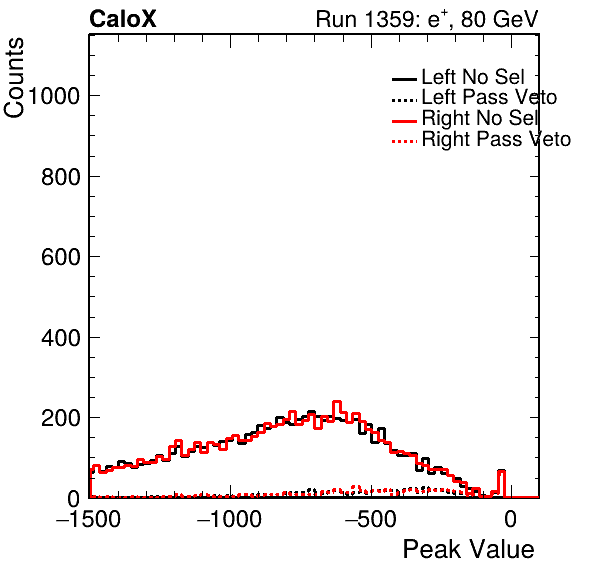 CaloX Run 1359: e⁺, 80 GeV
Counts
Left No Sel
Left Pass Veto
Right No Sel
Right Pass Veto
1000
800
600
400
200
0
−1500 −1000 −500 0
Peak Value